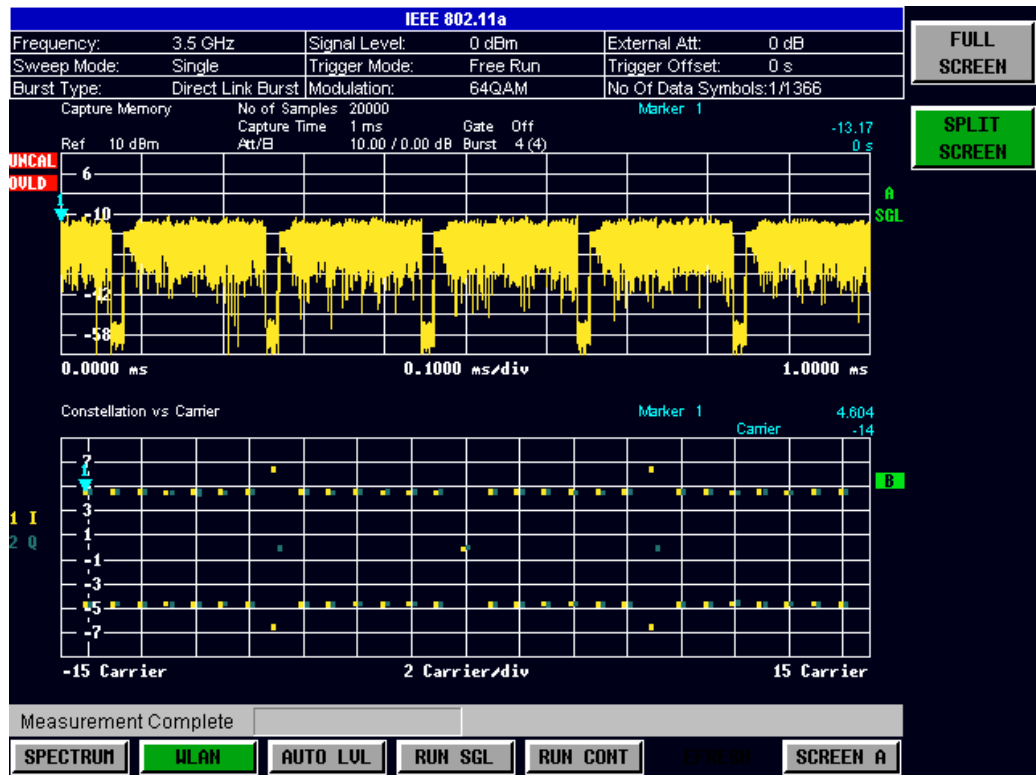 IEEE 802.11a
Frequency: 3.5 GHz Signal Level: 0 dBm External Att: 0 dB
Sweep Mode: Single Trigger Mode: Free Run Trigger Offset: 0 s
Burst Type: Direct Link Burst Modulation: 64QAM No Of Data Symbols:1/1366
FULL SCREEN
SPLIT SCREEN
Capture Memory No of Samples 20000 Marker 1
Capture Time 1 ms Gate Off -13.17
Ref 10 dBm Att/El 10.00 / 0.00 dB Burst 4 (4) 0 s
UNCAL
OVLD
6
1
-10
-42
-58
A
SGL
0.0000 ms 0.1000 ms/div 1.0000 ms
Constellation vs Carrier Marker 1 4.604
Carrier -14
7
1
3
1
-1
-3
-5
-7
1 I
2 Q
B
-15 Carrier 2 Carrier/div 15 Carrier
Measurement Complete
SPECTRUM WLAN AUTO LVL RUN SGL RUN CONT SCREEN A